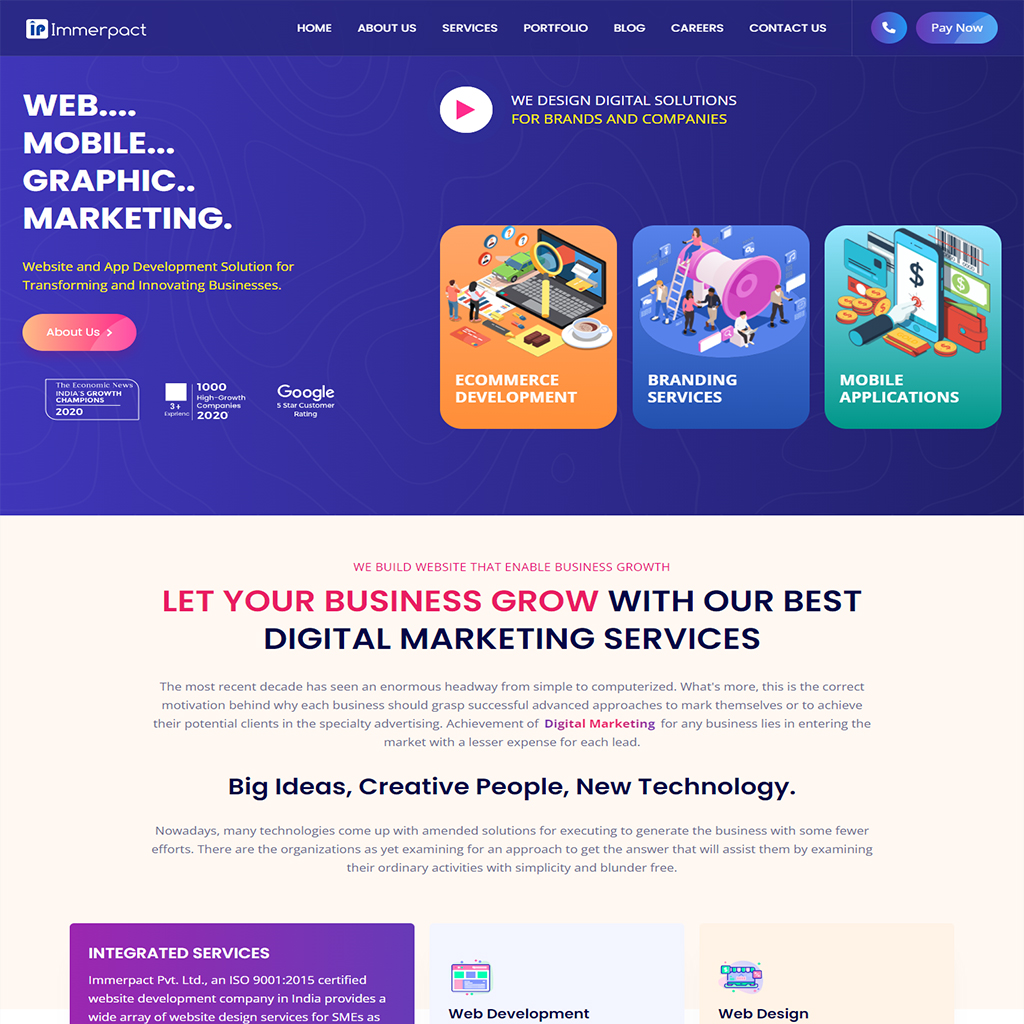 Immerpact
HOME ABOUT US SERVICES PORTFOLIO BLOG CAREERS CONTACT US
Pay Now
WEB....
MOBILE...
GRAPHIC..
MARKETING.
Website and App Development Solution for
Transforming and Innovating Businesses.
About Us
The Economic News
INDIA'S GROWTH
CHAMPIONS
2020
3+
Exprienc
1000
High-Growth
Companies
2020
Google
5 Star Customer
Rating
WE DESIGN DIGITAL SOLUTIONS
FOR BRANDS AND COMPANIES
ECOMMERCE
DEVELOPMENT
BRANDING
SERVICES
$
MOBILE
APPLICATIONS
WE BUILD WEBSITE THAT ENABLE BUSINESS GROWTH
LET YOUR BUSINESS GROW WITH OUR BEST
DIGITAL MARKETING SERVICES
The most recent decade has seen an enormous headway from simple to computerized. What's more, this is the correct
motivation behind why each business should grasp successful advanced approaches to mark themselves or to achieve
their potential clients in the specialty advertising. Achievement of Digital Marketing for any business lies in entering the
market with a lesser expense for each lead.
Big Ideas, Creative People, New Technology.
Nowadays, many technologies come up with amended solutions for executing to generate the business with some fewer
efforts. There are the organizations as yet examining for an approach to get the answer that will assist them by examining
their ordinary activities with simplicity and blunder free.
INTEGRATED SERVICES
Immerpact Pvt. Ltd., an ISO 9001:2015 certified
website development company in India provides a
wide array of website design services for SMEs as
Web Development
Web Design